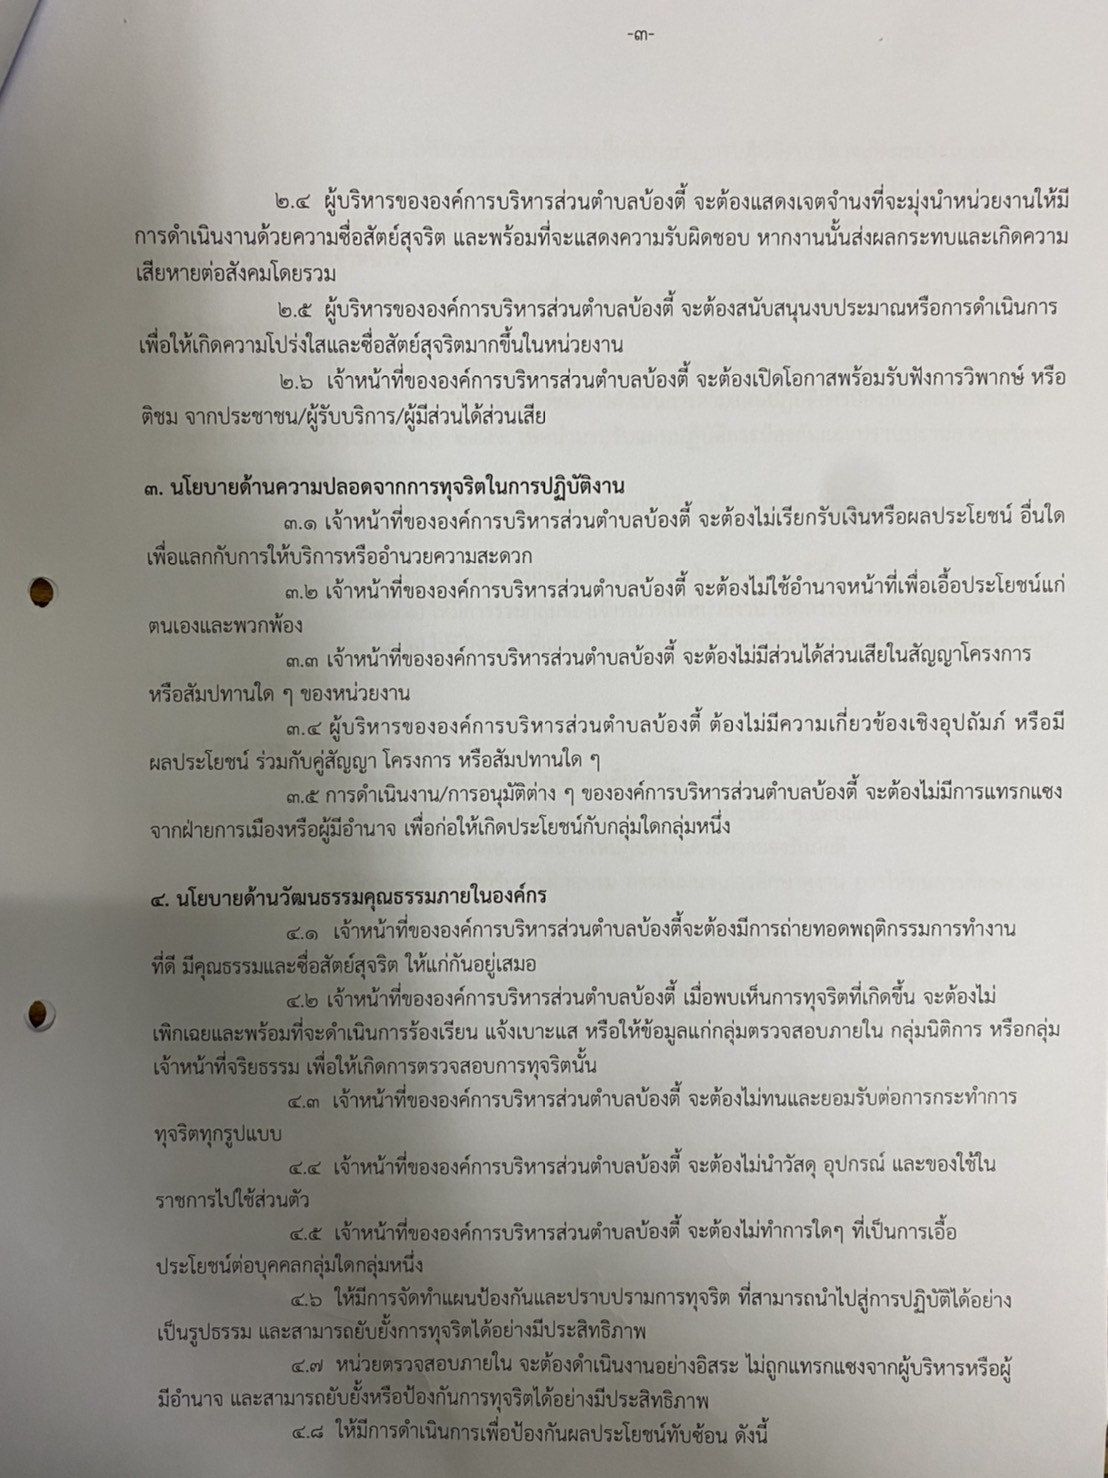 -๓-
๒.๔ ผู้บริหารขององค์การบริหารส่วนตำบลบ้องตี้ จะต้องแสดงเจตจำนงที่จะมุ่งนำหน่วยงานให้มี
การดำเนินงานด้วยความซื่อสัตย์สุจริต และพร้อมที่จะแสดงความรับผิดชอบ หากงานนั้นส่งผลกระทบและเกิดความ
เสียหายต่อสังคมโดยรวม
๒.๕ ผู้บริหารขององค์การบริหารส่วนตำบลบ้องตี้ จะต้องสนับสนุนงบประมาณหรือการดำเนินการ
เพื่อให้เกิดความโปร่งใสและซื่อสัตย์สุจริตมากขึ้นในหน่วยงาน
๒.๖ เจ้าหน้าที่ขององค์การบริหารส่วนตำบลบ้องตี้ จะต้องเปิดโอกาสพร้อมรับฟังการวิพากษ์ หรือ
ติชม จากประชาชน/ผู้รับบริการ/ผู้มีส่วนได้ส่วนเสีย
๓. นโยบายด้านความปลอดจากการทุจริตในการปฏิบัติงาน
๓.๑ เจ้าหน้าที่ขององค์การบริหารส่วนตำบลบ้องตี้ จะต้องไม่เรียกรับเงินหรือผลประโยชน์ อื่นใด
เพื่อแลกกับการให้บริการหรืออำนวยความสะดวก
๓.๒ เจ้าหน้าที่ขององค์การบริหารส่วนตำบลบ้องตี้ จะต้องไม่ใช้อำนาจหน้าที่เพื่อเอื้อประโยชน์แก่
ตนเองและพวกพ้อง
๓.๓ เจ้าหน้าที่ขององค์การบริหารส่วนตำบลบ้องตี้ จะต้องไม่มีส่วนได้ส่วนเสียในสัญญาโครงการ
หรือสัมปทานใด ๆ ของหน่วยงาน
๓.๔ ผู้บริหารขององค์การบริหารส่วนตำบลบ้องตี้ ต้องไม่มีความเกี่ยวข้องเชิงอุปถัมภ์ หรือมี
ผลประโยชน์ ร่วมกับคู่สัญญา โครงการ หรือสัมปทานใด ๆ
๓.๕ การดำเนินงาน/การอนุมัติต่าง ๆ ขององค์การบริหารส่วนตำบลบ้องตี้ จะต้องไม่มีการแทรกแซง
จากฝ่ายการเมืองหรือผู้มีอำนาจ เพื่อก่อให้เกิดประโยชน์กับกลุ่มใดกลุ่มหนึ่ง
๔. นโยบายด้านวัฒนธรรมคุณธรรมภายในองค์กร
๔.๑ เจ้าหน้าที่ขององค์การบริหารส่วนตำบลบ้องตี้จะต้องมีการถ่ายทอดพฤติกรรมการทำงาน
ที่ดี มีคุณธรรมและซื่อสัตย์สุจริต ให้แก่กันอยู่เสมอ
๔.๒ เจ้าหน้าที่ขององค์การบริหารส่วนตำบลบ้องตี้ เมื่อพบเห็นการทุจริตที่เกิดขึ้น จะต้องไม่
เพิกเฉยและพร้อมที่จะดำเนินการร้องเรียน แจ้งเบาะแส หรือให้ข้อมูลแก่กลุ่มตรวจสอบภายใน กลุ่มนิติการ หรือกลุ่ม
เจ้าหน้าที่จริยธรรม เพื่อให้เกิดการตรวจสอบการทุจริตนั้น
๔.๓ เจ้าหน้าที่ขององค์การบริหารส่วนตำบลบ้องตี้ จะต้องไม่ทนและยอมรับต่อการกระทำการ
ทุจริตทุกรูปแบบ
๔.๔ เจ้าหน้าที่ขององค์การบริหารส่วนตำบลบ้องตี้ จะต้องไม่นำวัสดุ อุปกรณ์ และของใช้ใน
ราชการไปใช้ส่วนตัว
๔.๕ เจ้าหน้าที่ขององค์การบริหารส่วนตำบลบ้องตี้ จะต้องไม่ทำการใดๆ ที่เป็นการเอื้อ
ประโยชน์ต่อบุคคลกลุ่มใดกลุ่มหนึ่ง
๔.๖ ให้มีการจัดทำแผนป้องกันและปราบปรามการทุจริต ที่สามารถนำไปสู่การปฏิบัติได้อย่าง
เป็นรูปธรรม และสามารถยับยั้งการทุจริตได้อย่างมีประสิทธิภาพ
๔.๗ หน่วยตรวจสอบภายใน จะต้องดำเนินงานอย่างอิสระ ไม่ถูกแทรกแซงจากผู้บริหารหรือผู้
มีอำนาจ และสามารถยับยั้งหรือป้องกันการทุจริตได้อย่างมีประสิทธิภาพ
๔.๘ ให้มีการดำเนินการเพื่อป้องกันผลประโยชน์ทับซ้อน ดังนี้